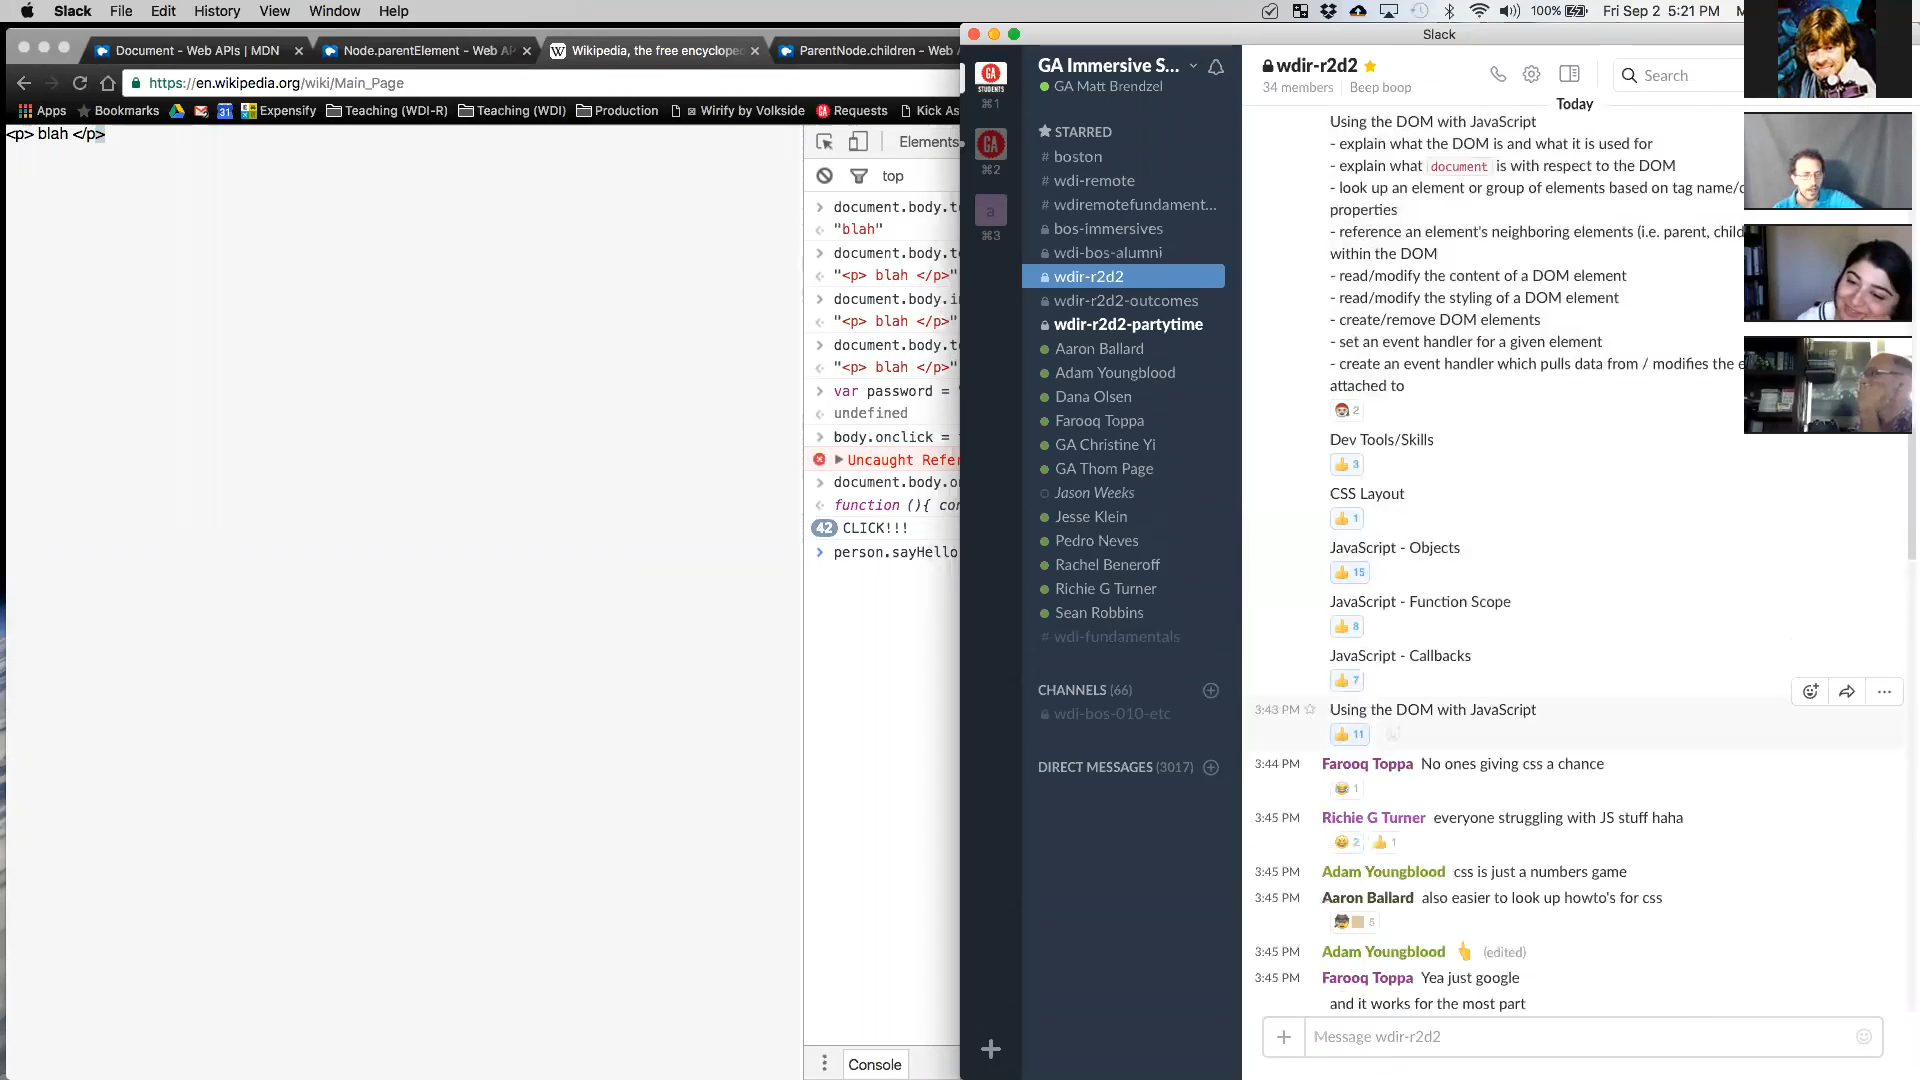 Slack File Edit History View Window Help
100% Fri Sep 2 5:21 PM
Document - Web APIs | MDN
Node.parentElement - Web AP
Wikipedia, the free encyclope
ParentNode.children - Web
https://en.wikipedia.org/wiki/Main_Page
Apps Bookmarks Expensify Teaching (WDI-R) Teaching (WDI) Production Wirify by Volkside Requests Kick As
<p> blah </p>
Elements
top
document.body.te
"blah"
document.body.te
"<p> blah </p>"
document.body.in
"<p> blah </p>"
document.body.te
"<p> blah </p>"
var password =
undefined
body.onclick =
Uncaught Refer
document.body.on
function (){ con
42 CLICK!!!
person.sayHello
Console
Slack
GA STUDENTS
⌘1
GA
⌘2
a
⌘3
GA Immersive S...
GA Matt Brendzel
STARRED
# boston
# wdi-remote
# wdiremotefundament...
bos-immersives
wdi-bos-alumni
wdir-r2d2
wdir-r2d2-outcomes
wdir-r2d2-partytime
Aaron Ballard
Adam Youngblood
Dana Olsen
Farooq Toppa
GA Christine Yi
GA Thom Page
Jason Weeks
Jesse Klein
Pedro Neves
Rachel Beneroff
Richie G Turner
Sean Robbins
# wdi-fundamentals
CHANNELS (66)
wdi-bos-010-etc
DIRECT MESSAGES (3017)
wdir-r2d2
34 members | Beep boop
Search
Today
Using the DOM with JavaScript
- explain what the DOM is and what it is used for
- explain what document is with respect to the DOM
- look up an element or group of elements based on tag name/c
properties
- reference an element's neighboring elements (i.e. parent, child
within the DOM
- read/modify the content of a DOM element
- read/modify the styling of a DOM element
- create/remove DOM elements
- set an event handler for a given element
- create an event handler which pulls data from / modifies the e
attached to
2
Dev Tools/Skills
3
CSS Layout
1
JavaScript - Objects
15
JavaScript - Function Scope
8
JavaScript - Callbacks
7
3:43 PM Using the DOM with JavaScript
11
3:44 PM Farooq Toppa No ones giving css a chance
1
3:45 PM Richie G Turner everyone struggling with JS stuff haha
2 1
3:45 PM Adam Youngblood css is just a numbers game
3:45 PM Aaron Ballard also easier to look up howto's for css
5
3:45 PM Adam Youngblood 👆 (edited)
3:45 PM Farooq Toppa Yea just google
and it works for the most part
Message wdir-r2d2